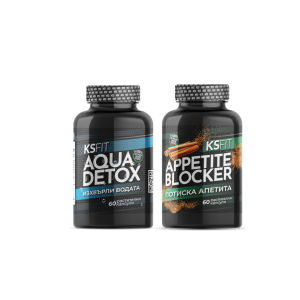 KSFIT
AQUA
DETOX
ИЗХВЪРЛИ ВОДАТА
60
KSFIT
APPETITE
BLOCKER
ПОТИСКА АПЕТИТА
60